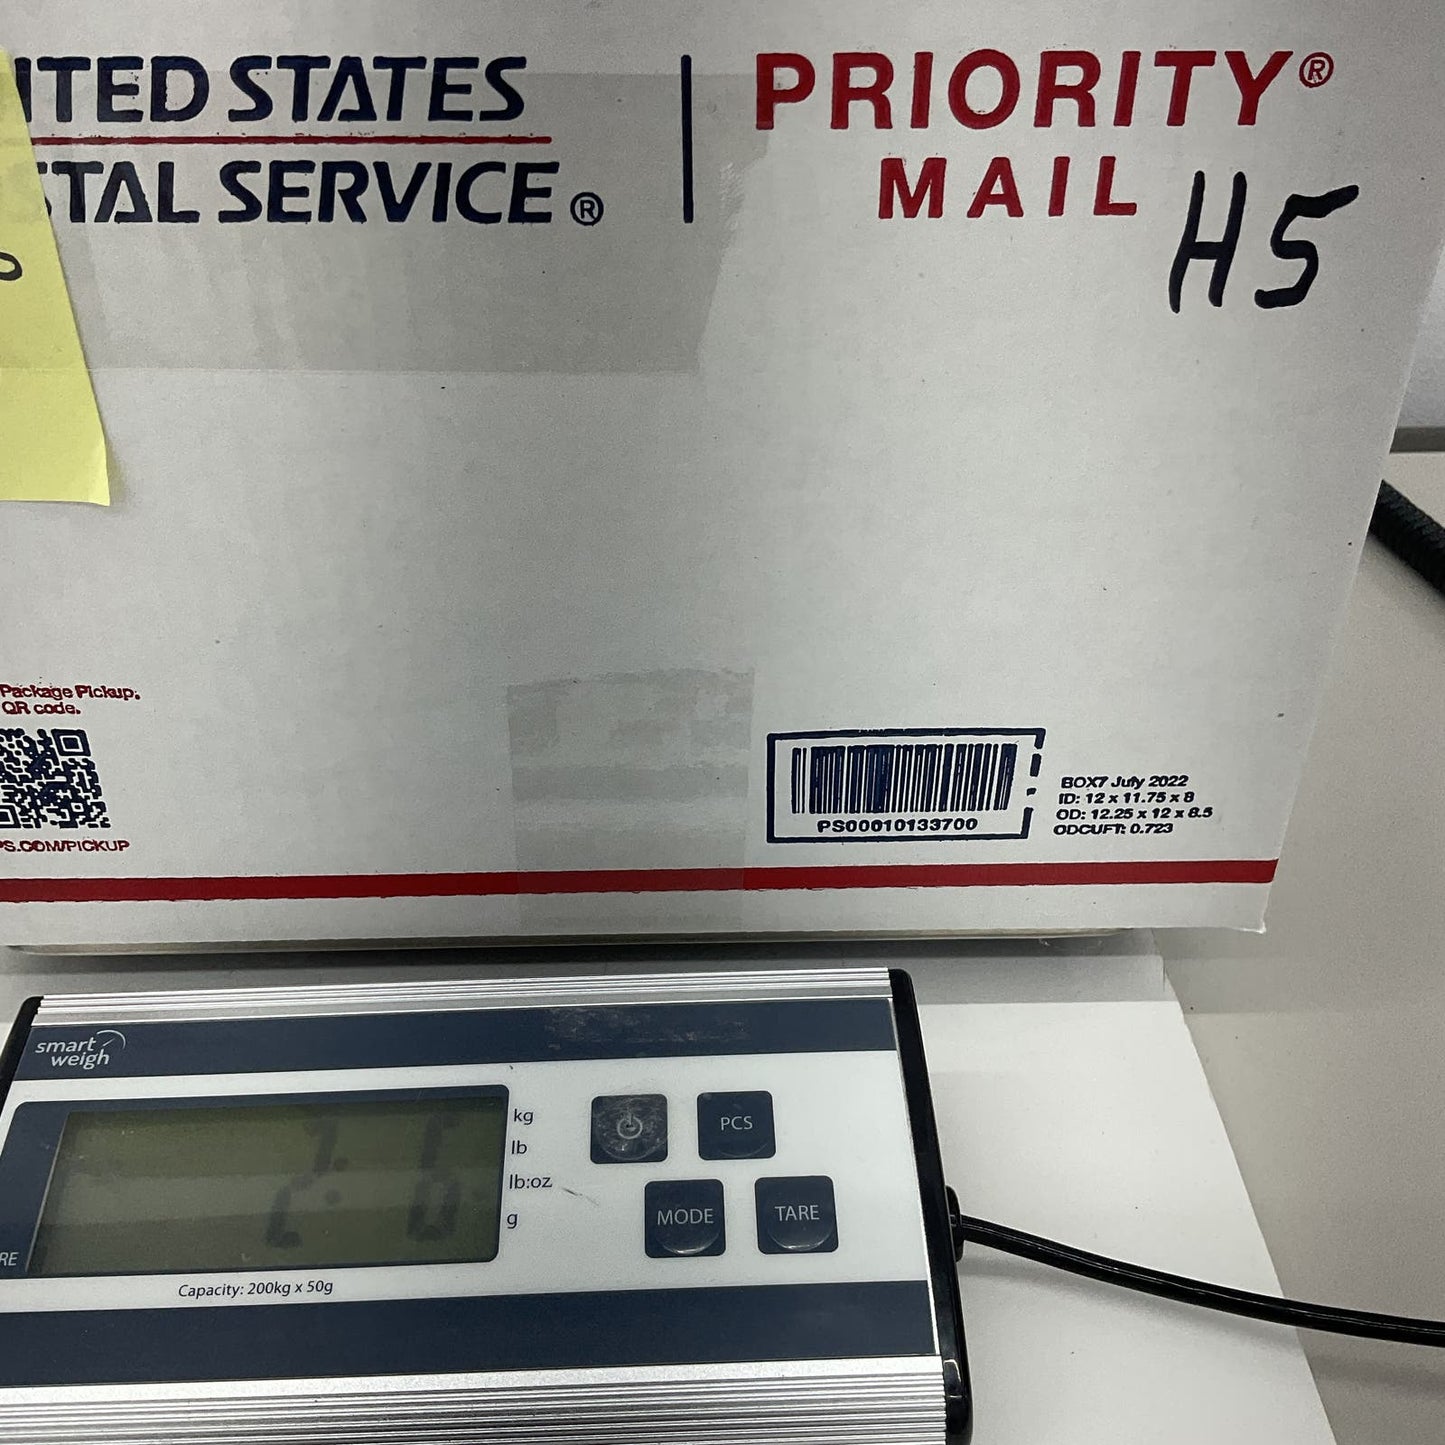 ITED STATES
STAL SERVICE®
PRIORITY®
MAIL
H5
Package Pickup.
QR code.
PS.COM/PICKUP
PS00010133700
BOX7 July 2022
ID: 12 x 11.75 x 8
OD: 12.25 x 12 x 8.5
ODCUFT: 0.723
smart
weigh
kg
lb
lb:oz
g
PCS
MODE
TARE
RE
Capacity: 200kg x 50g